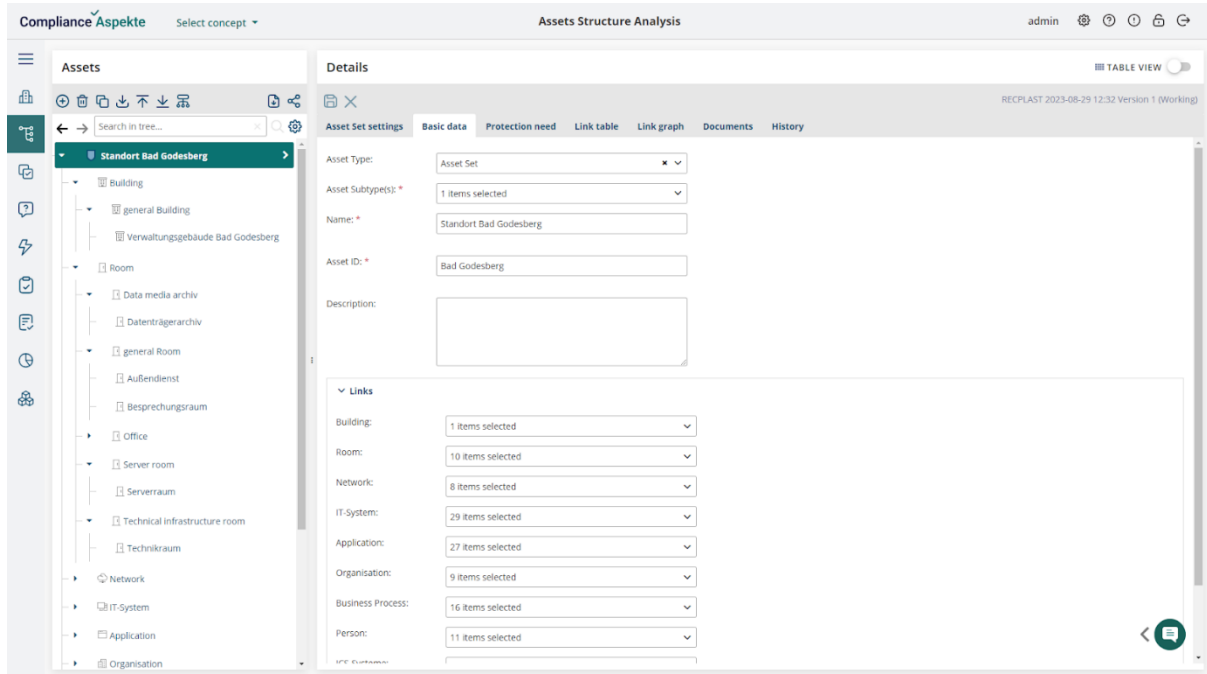 Compliance Aspekte
Select concept
Assets Structure Analysis
admin
Assets
Search in tree...
Standort Bad Godesberg
Building
general Building
Verwaltungsgebäude Bad Godesberg
Room
Data media archiv
Datenträgerarchiv
general Room
Außendienst
Besprechungsraum
Office
Server room
Serverraum
Technical infrastructure room
Technikraum
Network
IT-System
Application
Organisation
Details
TABLE VIEW
RECPLAST 2023-08-29 12:32 Version 1 (Working)
Asset Set settings Basic data Protection need Link table Link graph Documents History
Asset Type: Asset Set
Asset Subtype(s): * 1 items selected
Name: * Standort Bad Godesberg
Asset ID: * Bad Godesberg
Description:
Links
Building: 1 items selected
Room: 10 items selected
Network: 8 items selected
IT-System: 29 items selected
Application: 27 items selected
Organisation: 9 items selected
Business Process: 16 items selected
Person: 11 items selected